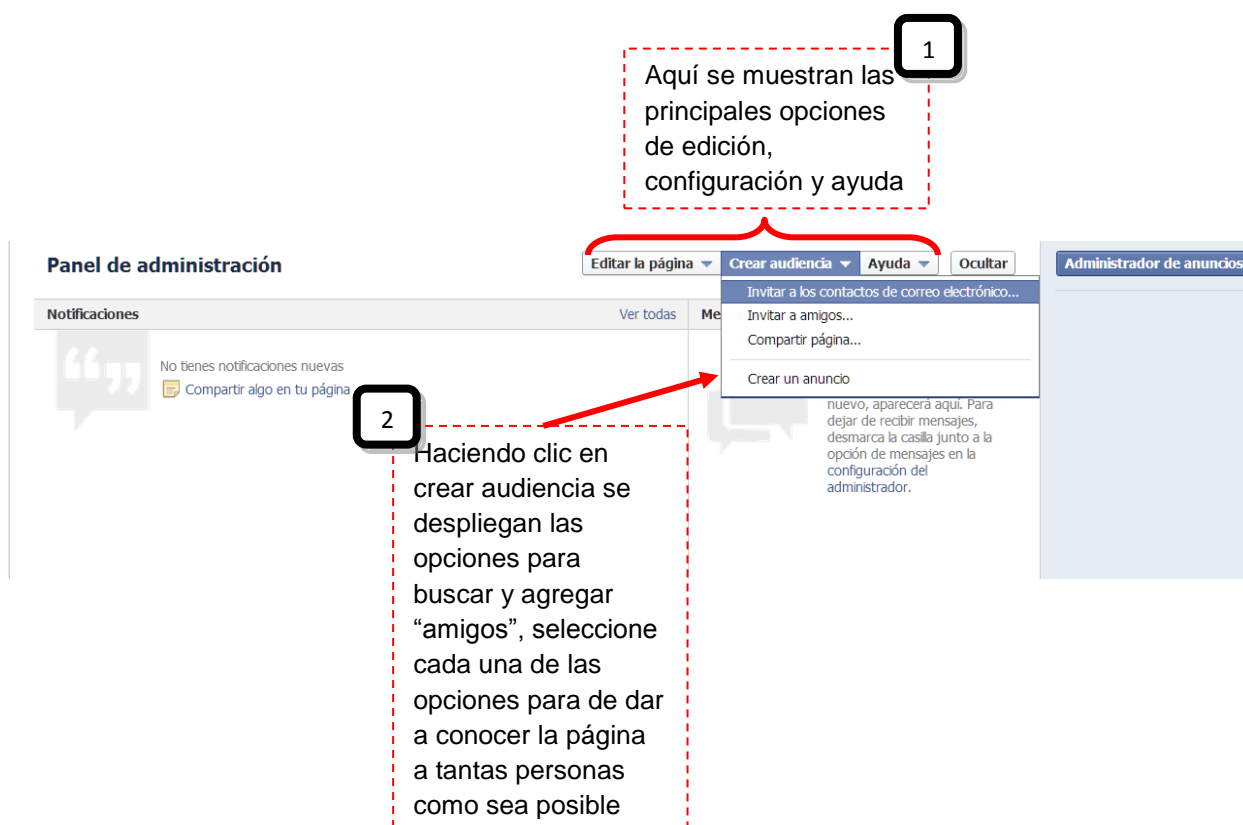 1
Aquí se muestran las
principales opciones
de edición,
configuración y ayuda
Panel de administración
Editar la página
Crear audiencia
Ayuda
Ocultar
Administrador de anuncios
Invitar a los contactos de correo electrónico...
Invitar a amigos...
Compartir página...
Crear un anuncio
Notificaciones
Ver todas
Me
No tienes notificaciones nuevas
Compartir algo en tu página
nuevo, aparecerá aquí. Para
dejar de recibir mensajes,
desmarca la casilla junto a la
opción de mensajes en la
configuración del
administrador.
2
Haciendo clic en
crear audiencia se
despliegan las
opciones para
buscar y agregar
“amigos”, seleccione
cada una de las
opciones para de dar
a conocer la página
a tantas personas
como sea posible